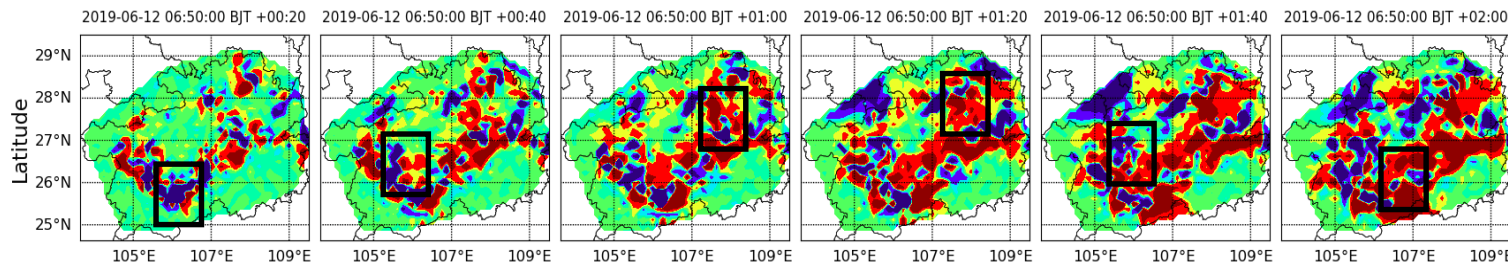 2019-06-12 06:50:00 BJT +00:20 2019-06-12 06:50:00 BJT +00:40 2019-06-12 06:50:00 BJT +01:00 2019-06-12 06:50:00 BJT +01:20 2019-06-12 06:50:00 BJT +01:40 2019-06-12 06:50:00 BJT +02:00
29°N
28°N
27°N
26°N
25°N
Latitude
105°E 107°E 109°E 105°E 107°E 109°E 105°E 107°E 109°E 105°E 107°E 109°E 105°E 107°E 109°E 105°E 107°E 109°E